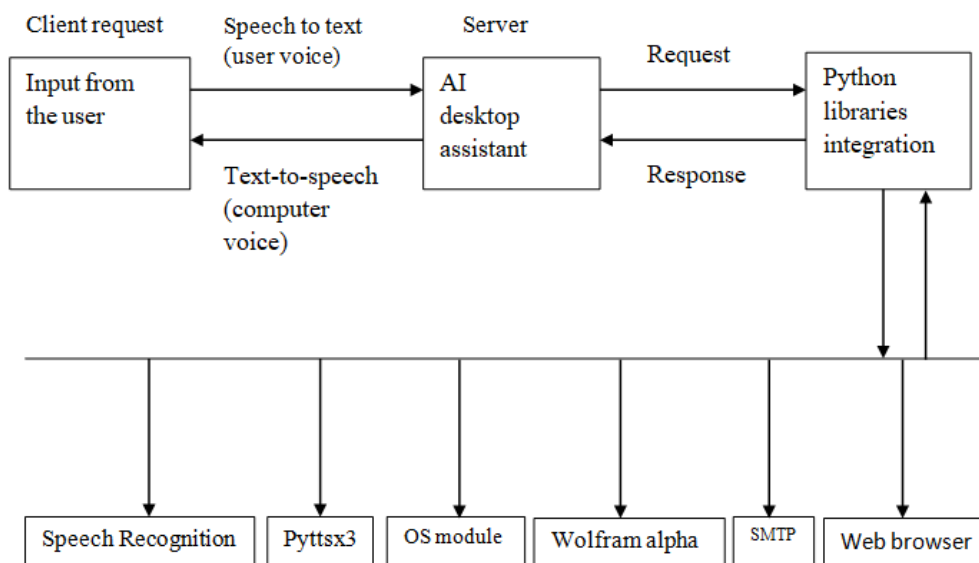 Client request
Speech to text
(user voice)
Server
Request
Input from
the user
AI
desktop
assistant
Python
libraries
integration
Text-to-speech
(computer
voice)
Response
Speech Recognition
Pyttsx3
OS module
Wolfram alpha
SMTP
Web browser